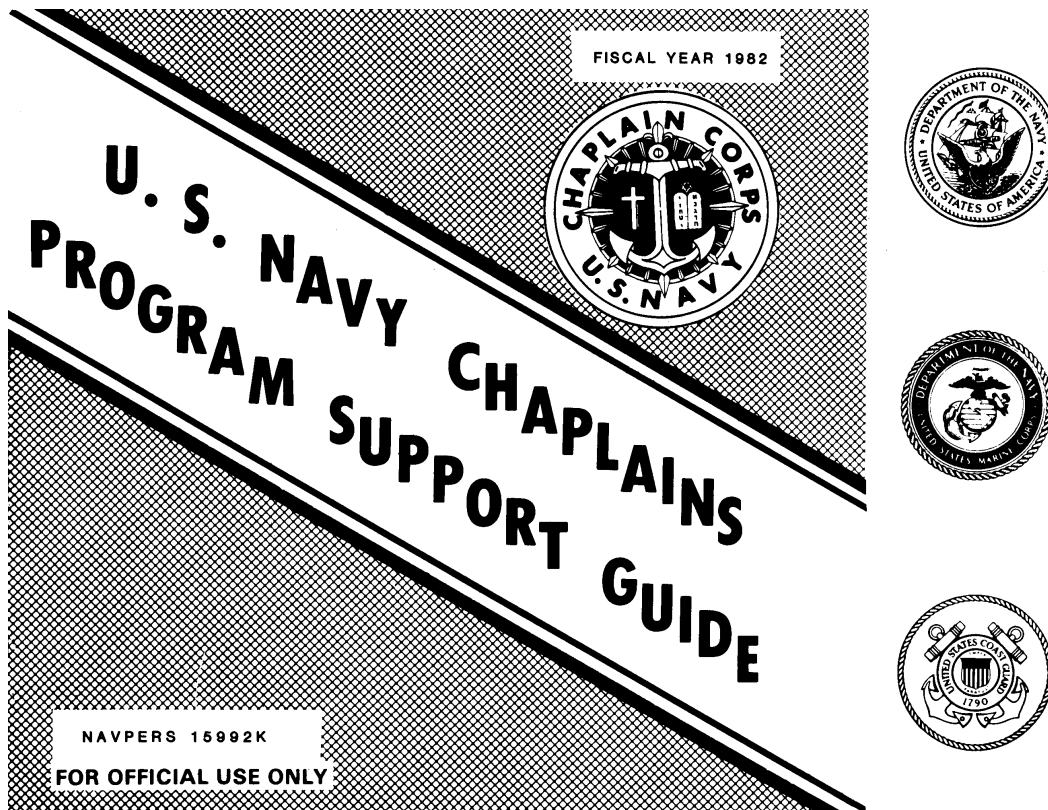 FISCAL YEAR 1982
CHAPLAIN CORPS
U.S. NAVY
U. S. NAVY CHAPLAINS
PROGRAM SUPPORT GUIDE
NAVPERS 15992K
FOR OFFICIAL USE ONLY
DEPARTMENT OF THE NAVY
UNITED STATES OF AMERICA
DEPARTMENT OF THE NAVY
UNITED STATES MARINE CORPS
UNITED STATES COAST GUARD
1790